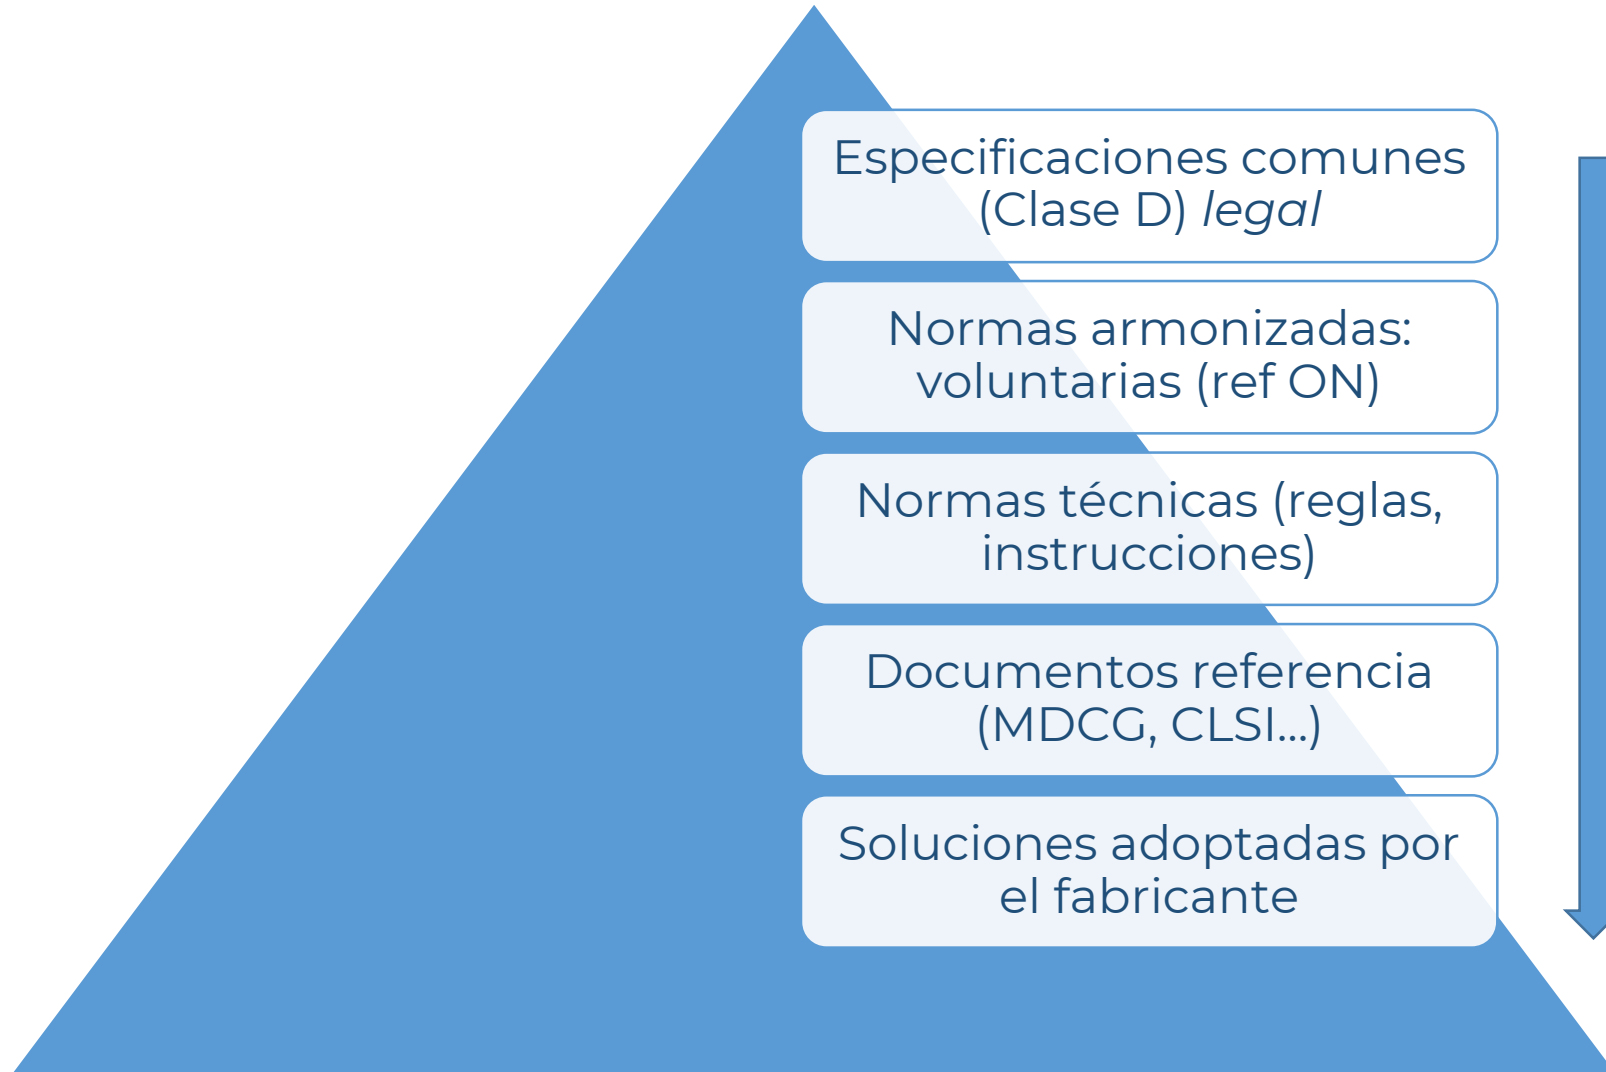 Especificaciones comunes
(Clase D) legal
Normas armonizadas:
voluntarias (ref ON)
Normas técnicas (reglas,
instrucciones)
Documentos referencia
(MDCG, CLSI...)
Soluciones adoptadas por
el fabricante